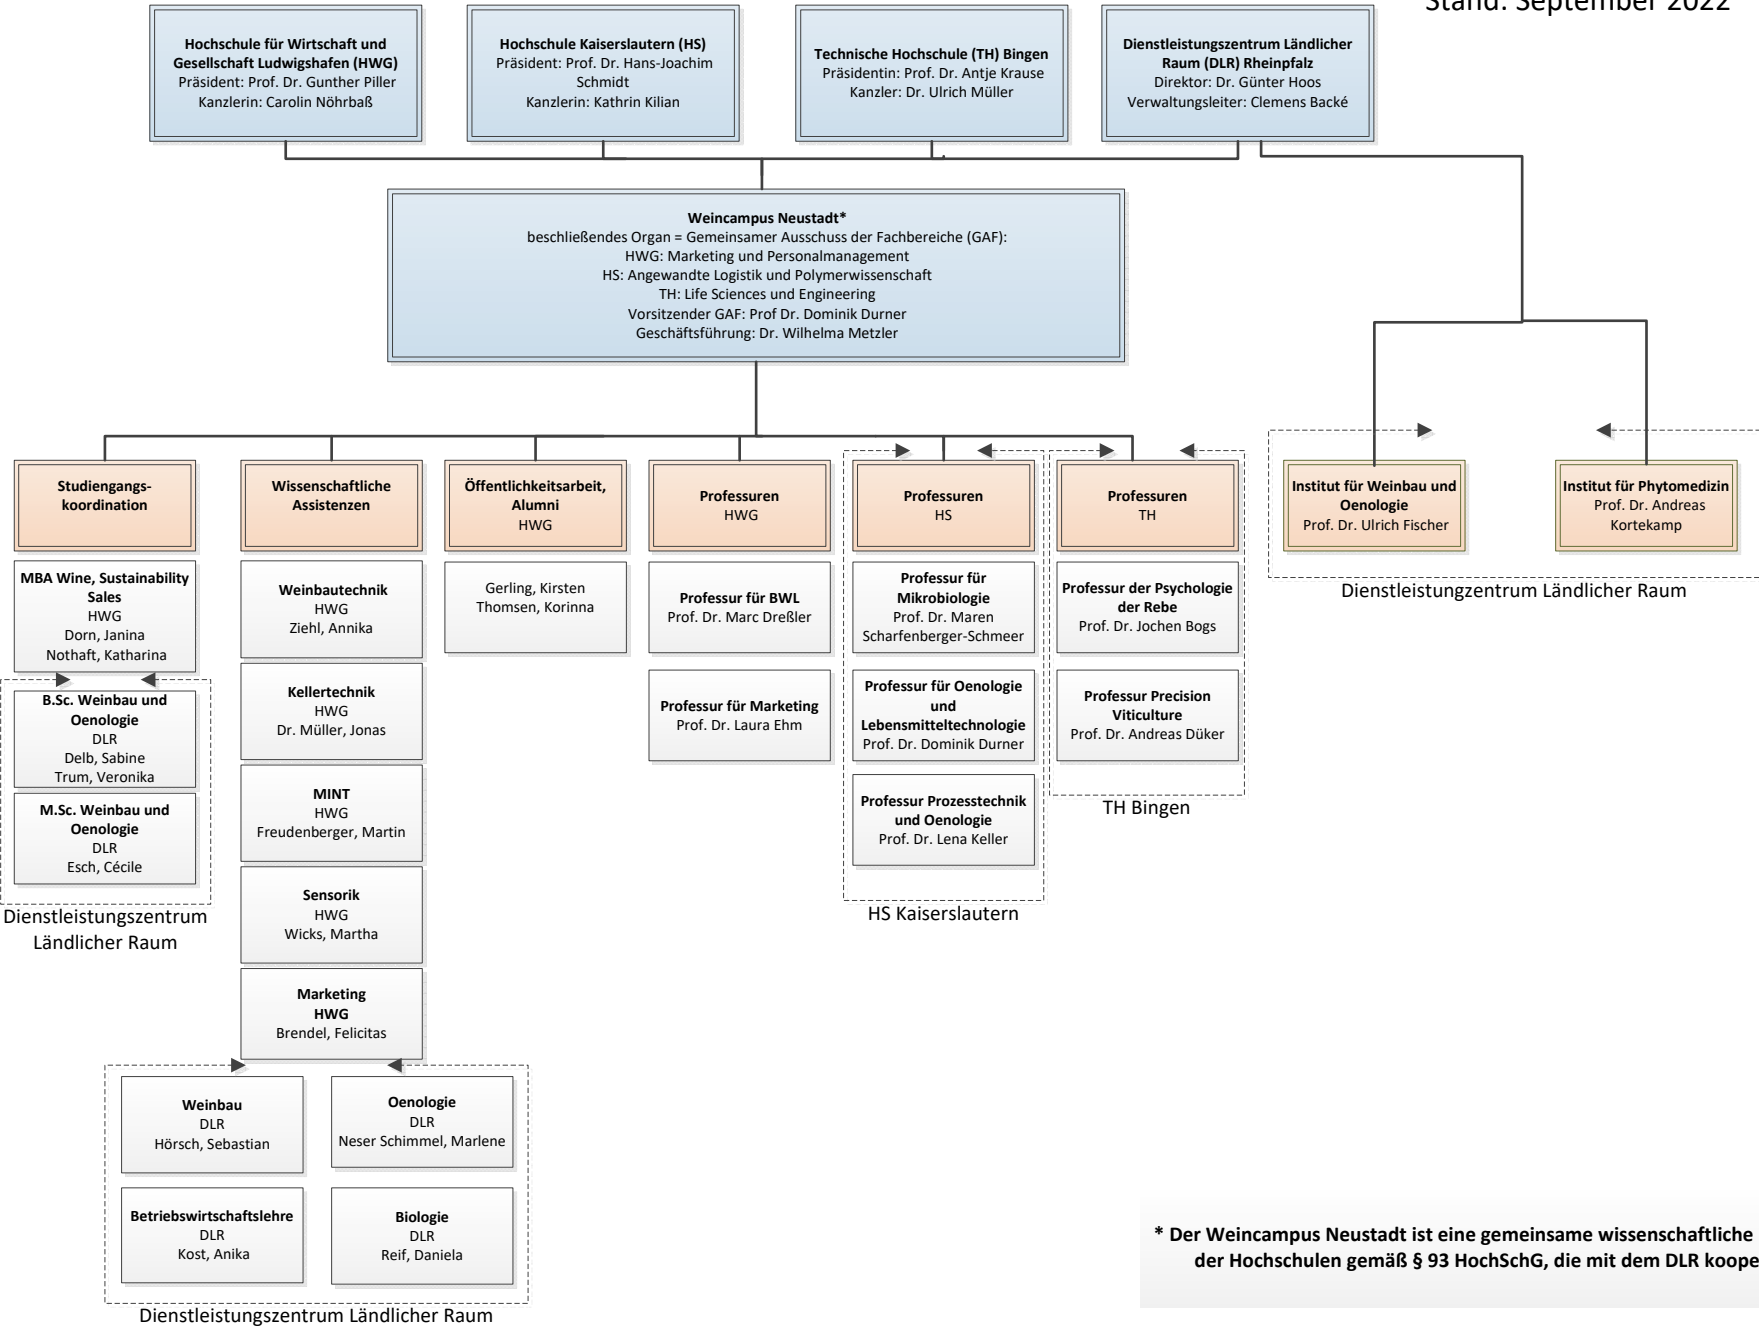 Stand: September 2022
Hochschule für Wirtschaft und
Gesellschaft Ludwigshafen (HWG)
Präsident: Prof. Dr. Gunther Piller
Kanzlerin: Carolin Nöhrbaß
Hochschule Kaiserslautern (HS)
Präsident: Prof. Dr. Hans-Joachim
Schmidt
Kanzlerin: Kathrin Kilian
Technische Hochschule (TH) Bingen
Präsidentin: Prof. Dr. Antje Krause
Kanzler: Dr. Ulrich Müller
Dienstleistungszentrum Ländlicher
Raum (DLR) Rheinpfalz
Direktor: Dr. Günter Hoos
Verwaltungsleiter: Clemens Backé
Weincampus Neustadt*
beschließendes Organ = Gemeinsamer Ausschuss der Fachbereiche (GAF):
HWG: Marketing und Personalmanagement
HS: Angewandte Logistik und Polymerwissenschaft
TH: Life Sciences und Engineering
Vorsitzender GAF: Prof Dr. Dominik Durner
Geschäftsführung: Dr. Wilhelma Metzler
Studiengangs-
koordination
MBA Wine, Sustainability
Sales
HWG
Dorn, Janina
Nothaft, Katharina
B.Sc. Weinbau und
Oenologie
DLR
Delb, Sabine
Trum, Veronika
M.Sc. Weinbau und
Oenologie
DLR
Esch, Cécile
Dienstleistungszentrum
Ländlicher Raum
Wissenschaftliche
Assistenzen
Weinbautechnik
HWG
Ziehl, Annika
Kellertechnik
HWG
Dr. Müller, Jonas
MINT
HWG
Freudenberger, Martin
Sensorik
HWG
Wicks, Martha
Marketing
HWG
Brendel, Felicitas
Weinbau
DLR
Hörsch, Sebastian
Oenologie
DLR
Neser Schimmel, Marlene
Betriebswirtschaftslehre
DLR
Kost, Anika
Biologie
DLR
Reif, Daniela
Dienstleistungszentrum Ländlicher Raum
Öffentlichkeitsarbeit,
Alumni
HWG
Gerling, Kirsten
Thomsen, Korinna
Professuren
HWG
Professur für BWL
Prof. Dr. Marc Dreßler
Professur für Marketing
Prof. Dr. Laura Ehm
Professuren
HS
Professur für
Mikrobiologie
Prof. Dr. Maren
Scharfenberger-Schmeer
Professur für Oenologie
und
Lebensmitteltechnologie
Prof. Dr. Dominik Durner
Professur Prozesstechnik
und Oenologie
Prof. Dr. Lena Keller
HS Kaiserslautern
Professuren
TH
Professur der Psychologie
der Rebe
Prof. Dr. Jochen Bogs
Professur Precision
Viticulture
Prof. Dr. Andreas Düker
TH Bingen
Institut für Weinbau und
Oenologie
Prof. Dr. Ulrich Fischer
Institut für Phytomedizin
Prof. Dr. Andreas
Kortekamp
Dienstleistungzentrum Ländlicher Raum
* Der Weincampus Neustadt ist eine gemeinsame wissenschaftliche
der Hochschulen gemäß § 93 HochSchG, die mit dem DLR koope